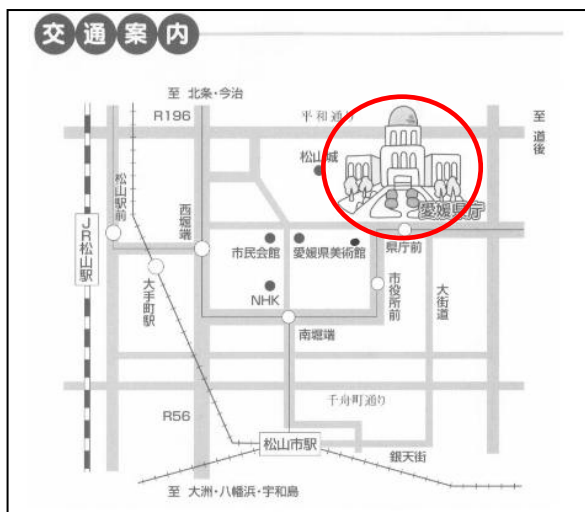 交通案内
至 北条・今治
R196
平和通り
至 道後
松山城
愛媛県庁
松山駅前
JR松山駅
西堀端
市民会館
愛媛県美術館
県庁前
大手町駅
NHK
市役所前
大街道
南堀端
千舟町通り
R56
松山市駅
銀天街
至 大洲・八幡浜・宇和島